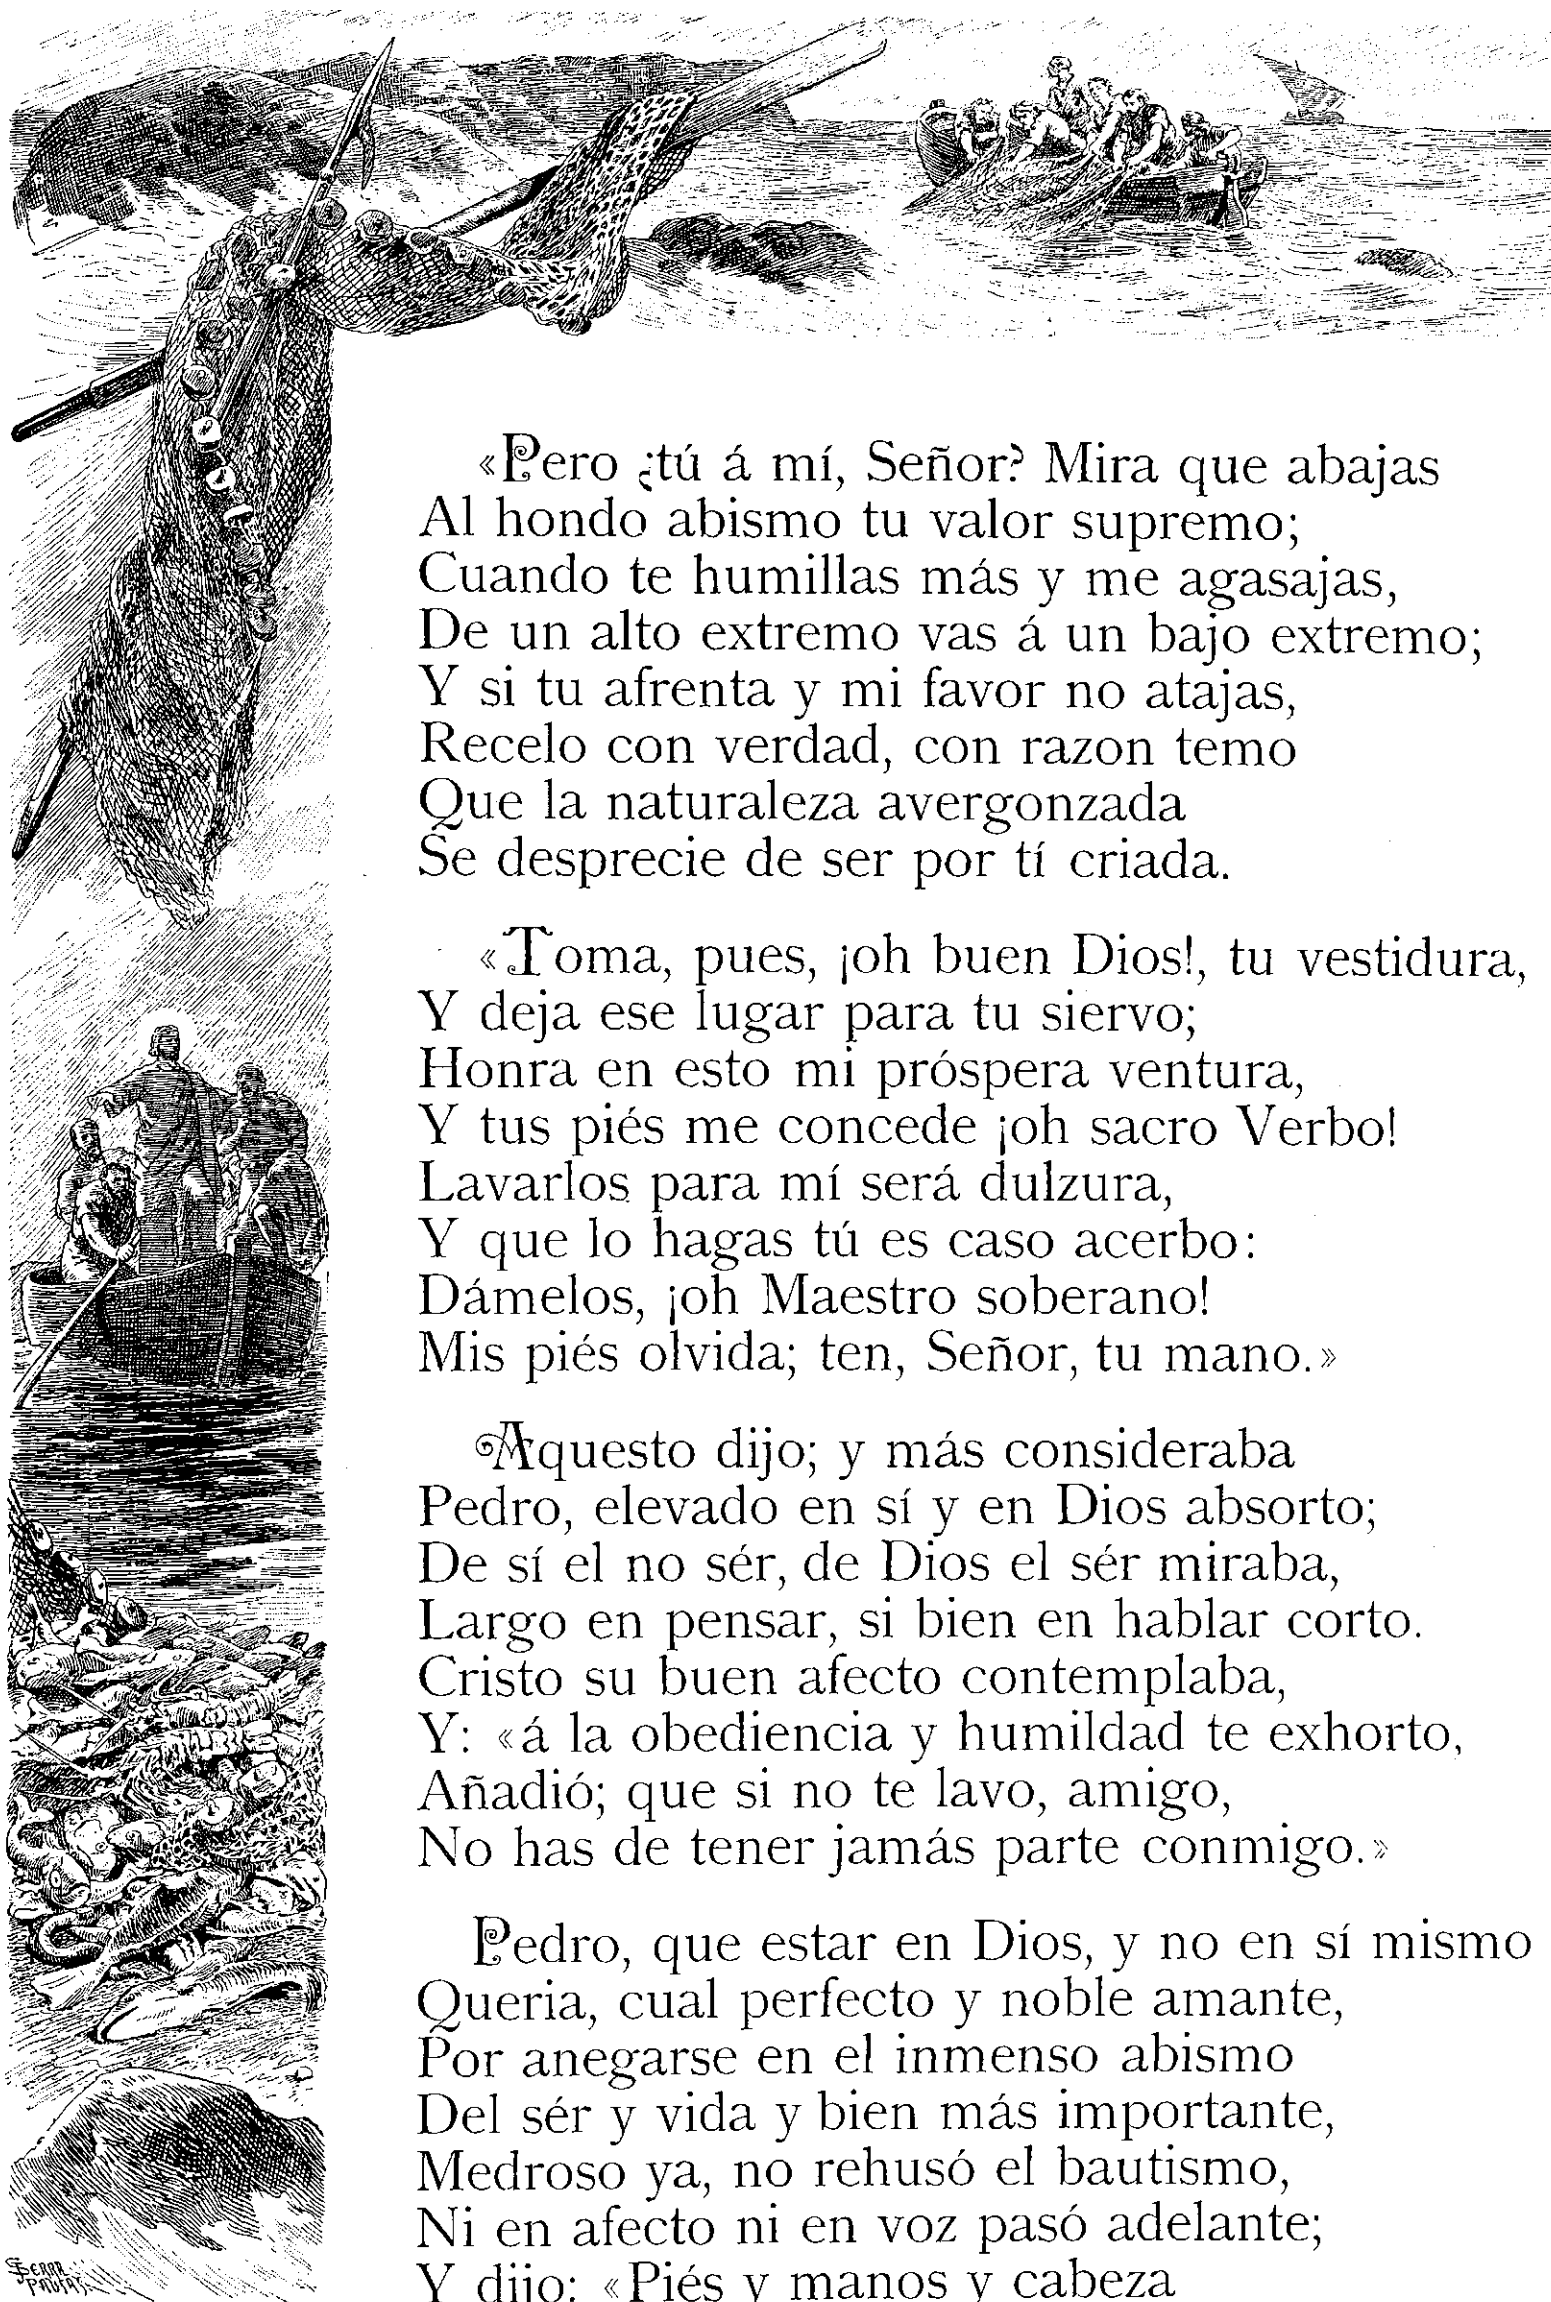 «Pero ¿tú á mí, Señor? Mira que abajas
Al hondo abismo tu valor supremo;
Cuando te humillas más y me agasajas,
De un alto extremo vas á un bajo extremo;
Y si tu afrenta y mi favor no atajas,
Recelo con verdad, con razon temo
Que la naturaleza avergonzada
Se desprecie de ser por tí criada.
«Toma, pues, ¡oh buen Dios!, tu vestidura,
Y deja ese lugar para tu siervo;
Honra en esto mi próspera ventura,
Y tus piés me concede ¡oh sacro Verbo!
Lavarlos para mí será dulzura,
Y que lo hagas tú es caso acerbo:
Dámelos, ¡oh Maestro soberano!
Mis piés olvida; ten, Señor, tu mano.»
Aquesto dijo; y más consideraba
Pedro, elevado en sí y en Dios absorto;
De sí el no sér, de Dios el sér miraba,
Largo en pensar, si bien en hablar corto.
Cristo su buen afecto contemplaba,
Y: «á la obediencia y humildad te exhorto,
Añadió; que si no te lavo, amigo,
No has de tener jamás parte conmigo.»
Pedro, que estar en Dios, y no en sí mismo
Queria, cual perfecto y noble amante,
Por anegarse en el inmenso abismo
Del sér y vida y bien más importante,
Medroso ya, no rehusó el bautismo,
Ni en afecto ni en voz pasó adelante;
Y dijo: «Piés y manos y cabeza